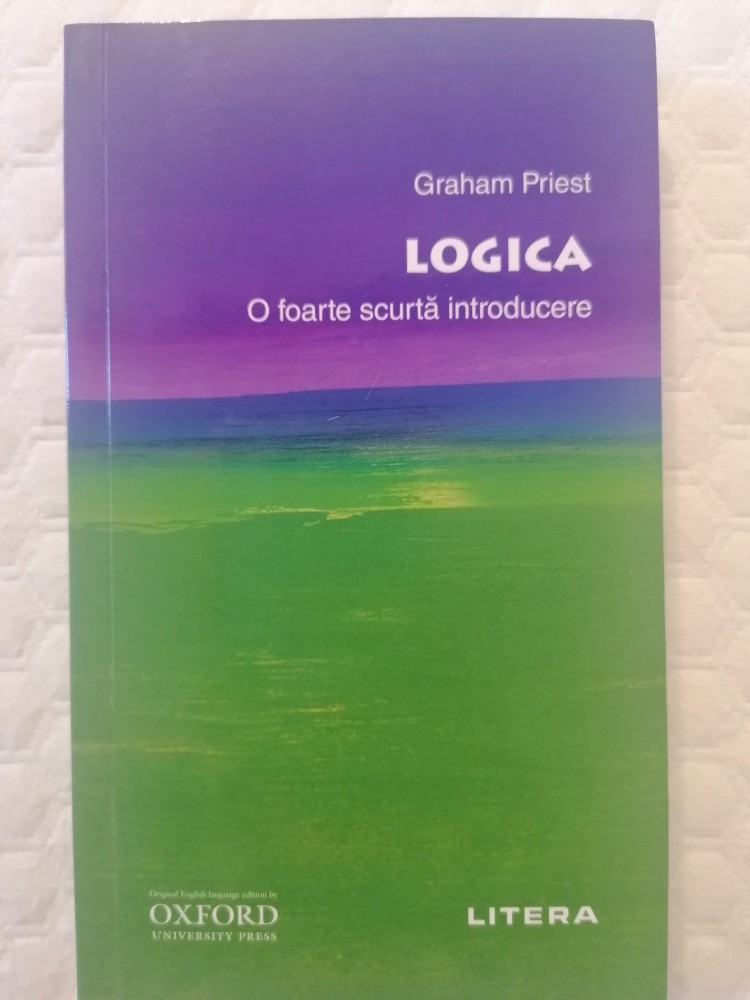 Graham Priest
LOGICA
O foarte scurtă introducere
Original English language edition by
OXFORD
UNIVERSITY PRESS
LITERA